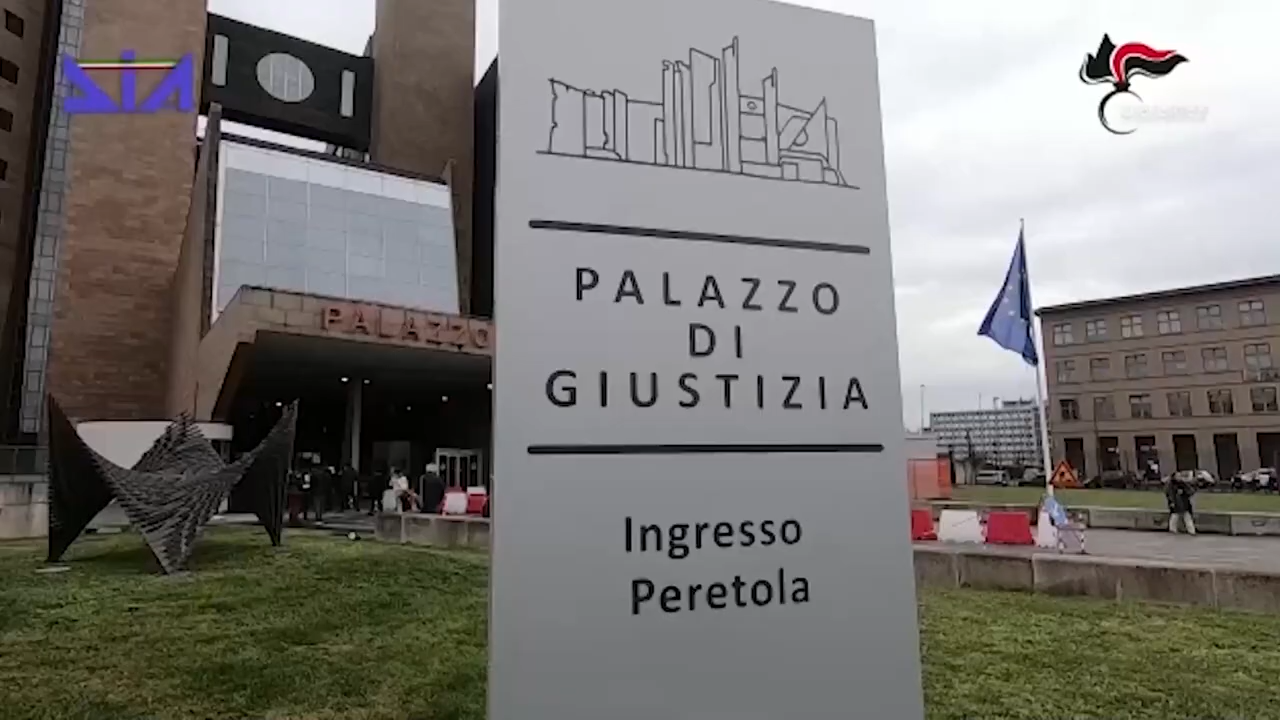 DIA
PALAZZO
PALAZZO
DI
GIUSTIZIA
Ingresso
Peretola